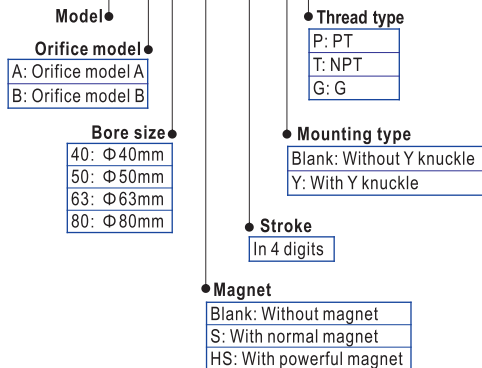 Model
Orifice model
A: Orifice model A
B: Orifice model B
Bore size
40: Φ40mm
50: Φ50mm
63: Φ63mm
80: Φ80mm
Thread type
P: PT
T: NPT
G: G
Mounting type
Blank: Without Y knuckle
Y: With Y knuckle
Stroke
In 4 digits
Magnet
Blank: Without magnet
S: With normal magnet
HS: With powerful magnet